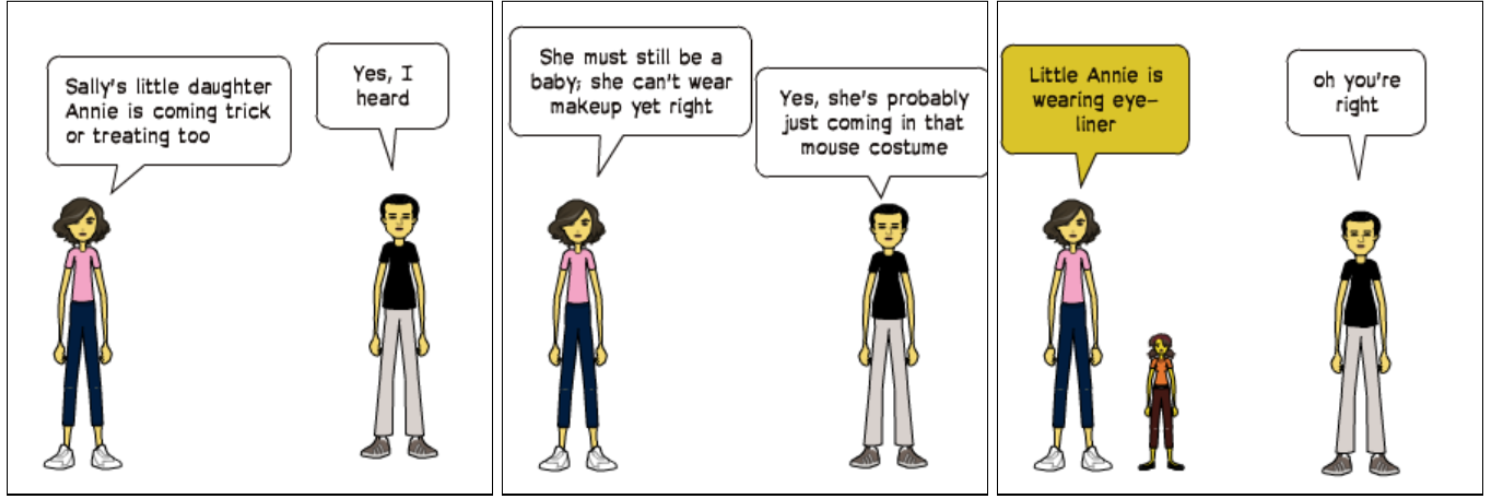 Sally's little daughter
Annie is coming trick
or treating too
Yes, I
heard
She must still be a
baby; she can't wear
makeup yet right
Yes, she's probably
just coming in that
mouse costume
Little Annie is
wearing eye-
liner
oh you're
right